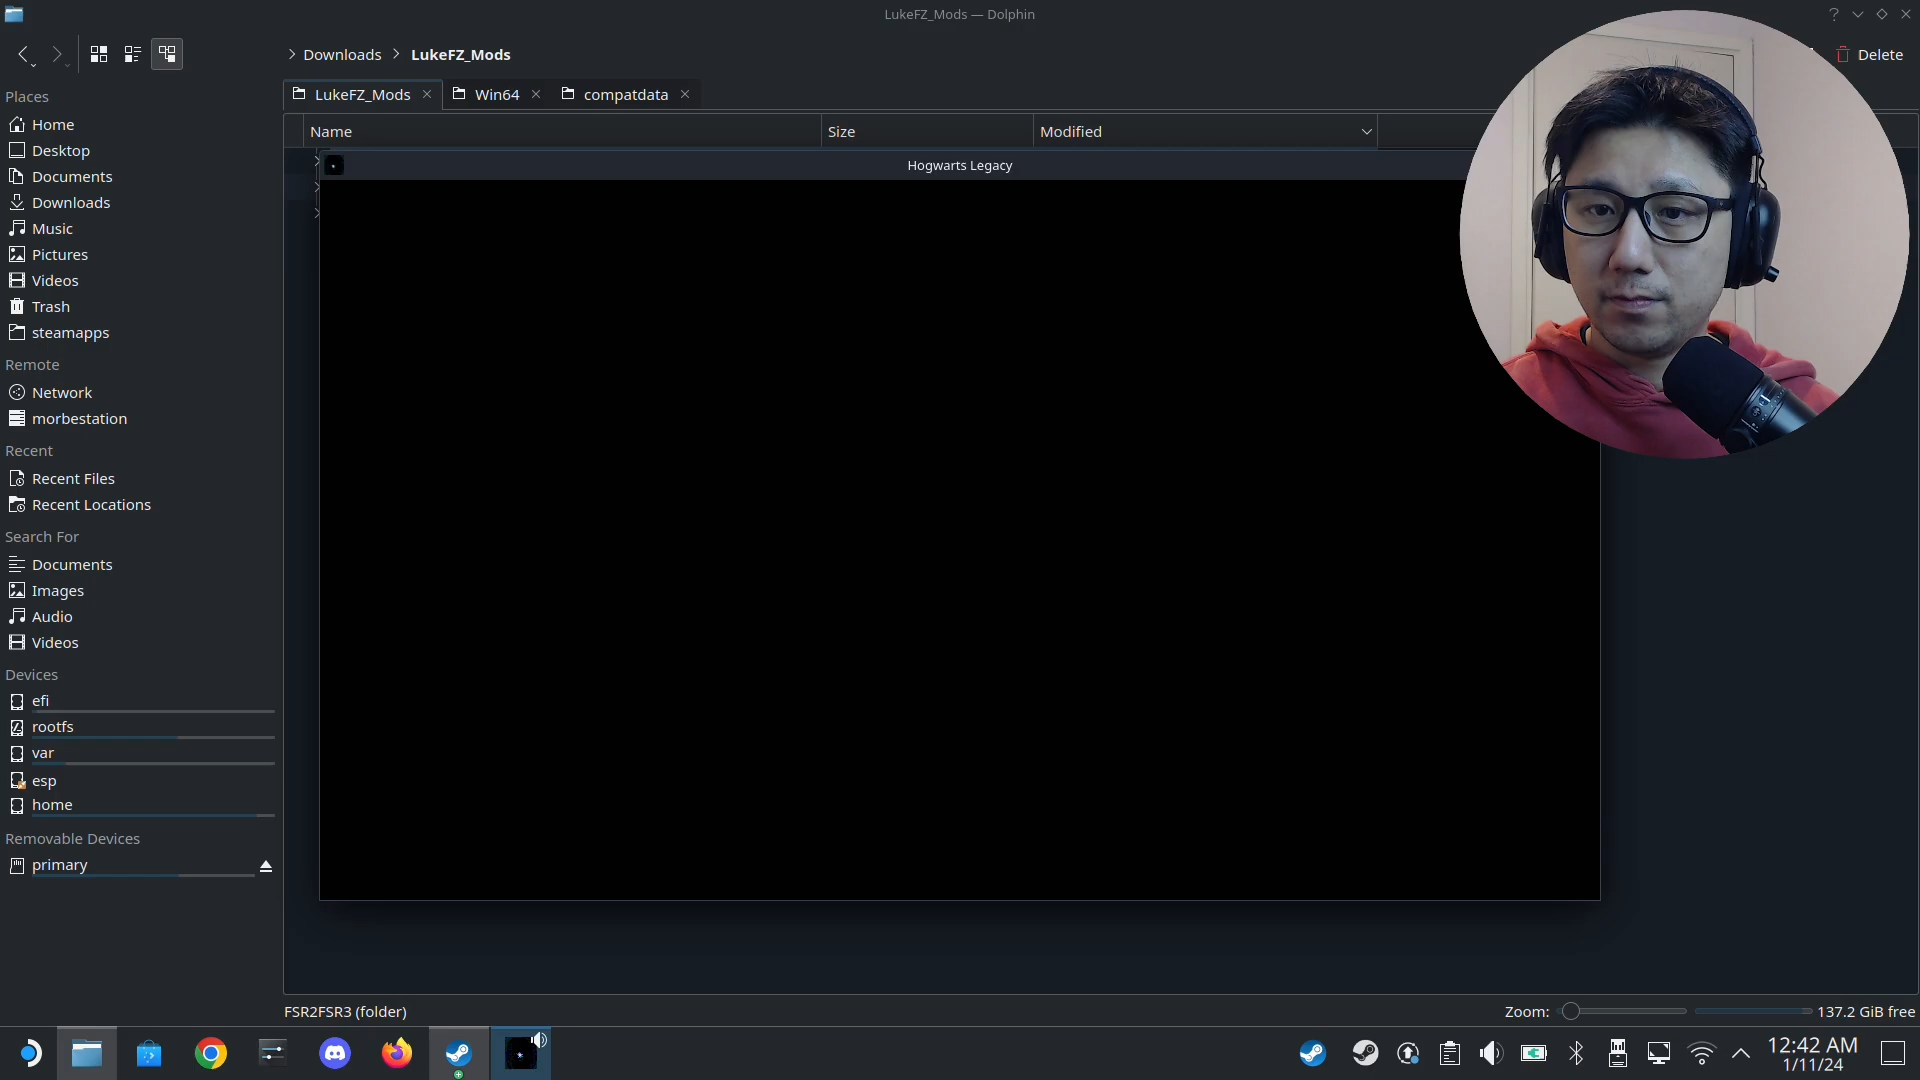 LukeFZ_Mods — Dolphin
Downloads
LukeFZ_Mods
Delete
Places
Home
Desktop
Documents
Downloads
Music
Pictures
Videos
Trash
steamapps
Remote
Network
morbestation
Recent
Recent Files
Recent Locations
Search For
Documents
Images
Audio
Videos
Devices
efi
rootfs
var
esp
home
Removable Devices
primary
LukeFZ_Mods
Win64
compatdata
Name
Size
Modified
Hogwarts Legacy
FSR2FSR3 (folder)
Zoom:
137.2 GiB free
12:42 AM
1/11/24